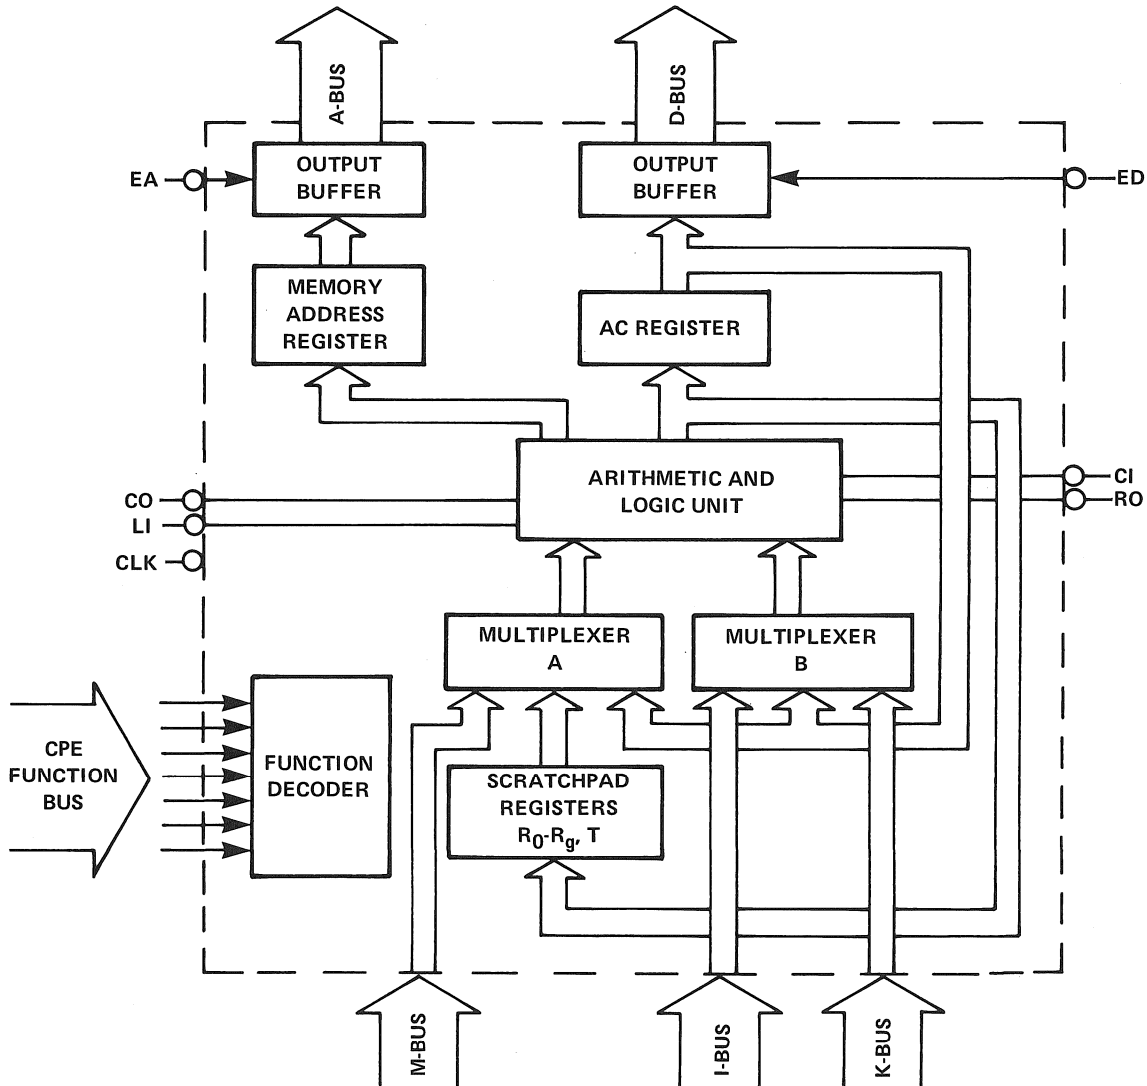 A-BUS
D-BUS
OUTPUT
BUFFER
OUTPUT
BUFFER
EA
ED
MEMORY
ADDRESS
REGISTER
AC REGISTER
ARITHMETIC AND
LOGIC UNIT
CO
LI
CLK
CI
RO
MULTIPLEXER
A
MULTIPLEXER
B
CPE
FUNCTION
BUS
FUNCTION
DECODER
SCRATCHPAD
REGISTERS
R0-Rg, T
M-BUS
I-BUS
K-BUS